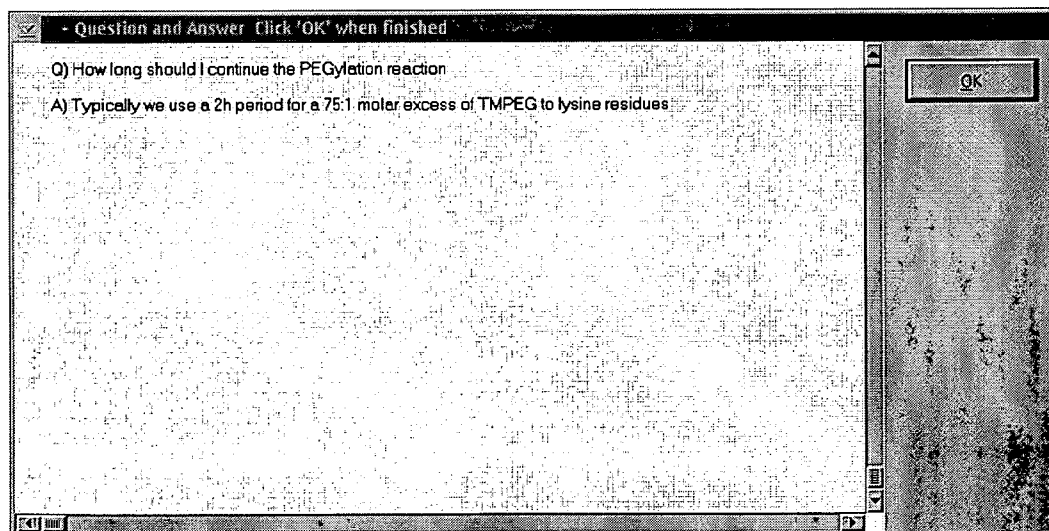 - Question and Answer Click 'OK' when finished
Q) How long should I continue the PEGylation reaction
A) Typically we use a 2h period for a 75:1 molar excess of TMPEG to lysine residues
OK